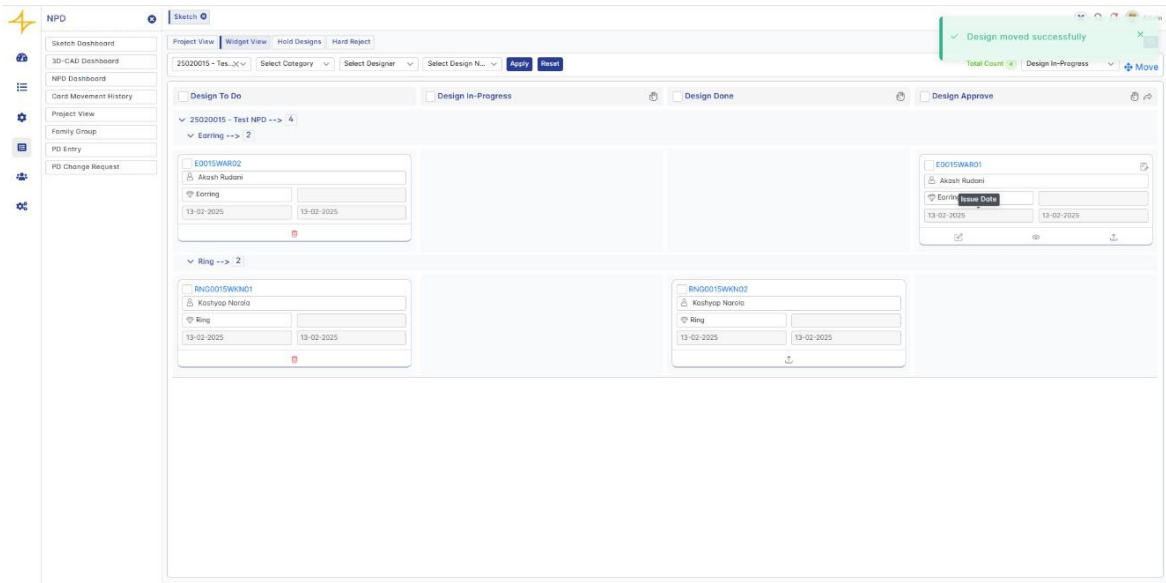 NPD
Sketch
Sketch Dashboard
3D-CAD Dashboard
NPD Dashboard
Card Movement History
Project View
Family Group
PD Entry
PD Change Request
Project View Widget View Hold Designs Hard Reject
Design moved successfully
25020015 - Tes... Select Category Select Designer Select Design N... Apply Reset
Total Count 4 Design In-Progress Move
Design To Do Design In-Progress Design Done Design Approve
25020015 - Test NPD --> 4
Earring --> 2
E0015WAR02
Akash Rudani
Earring
13-02-2025 13-02-2025
E0015WAR01
Akash Rudani
Earring Issue Date
13-02-2025 13-02-2025
Ring --> 2
RNG0015WKN01
Kashyap Narola
Ring
13-02-2025 13-02-2025
RNG0015WKN02
Kashyap Narola
Ring
13-02-2025 13-02-2025